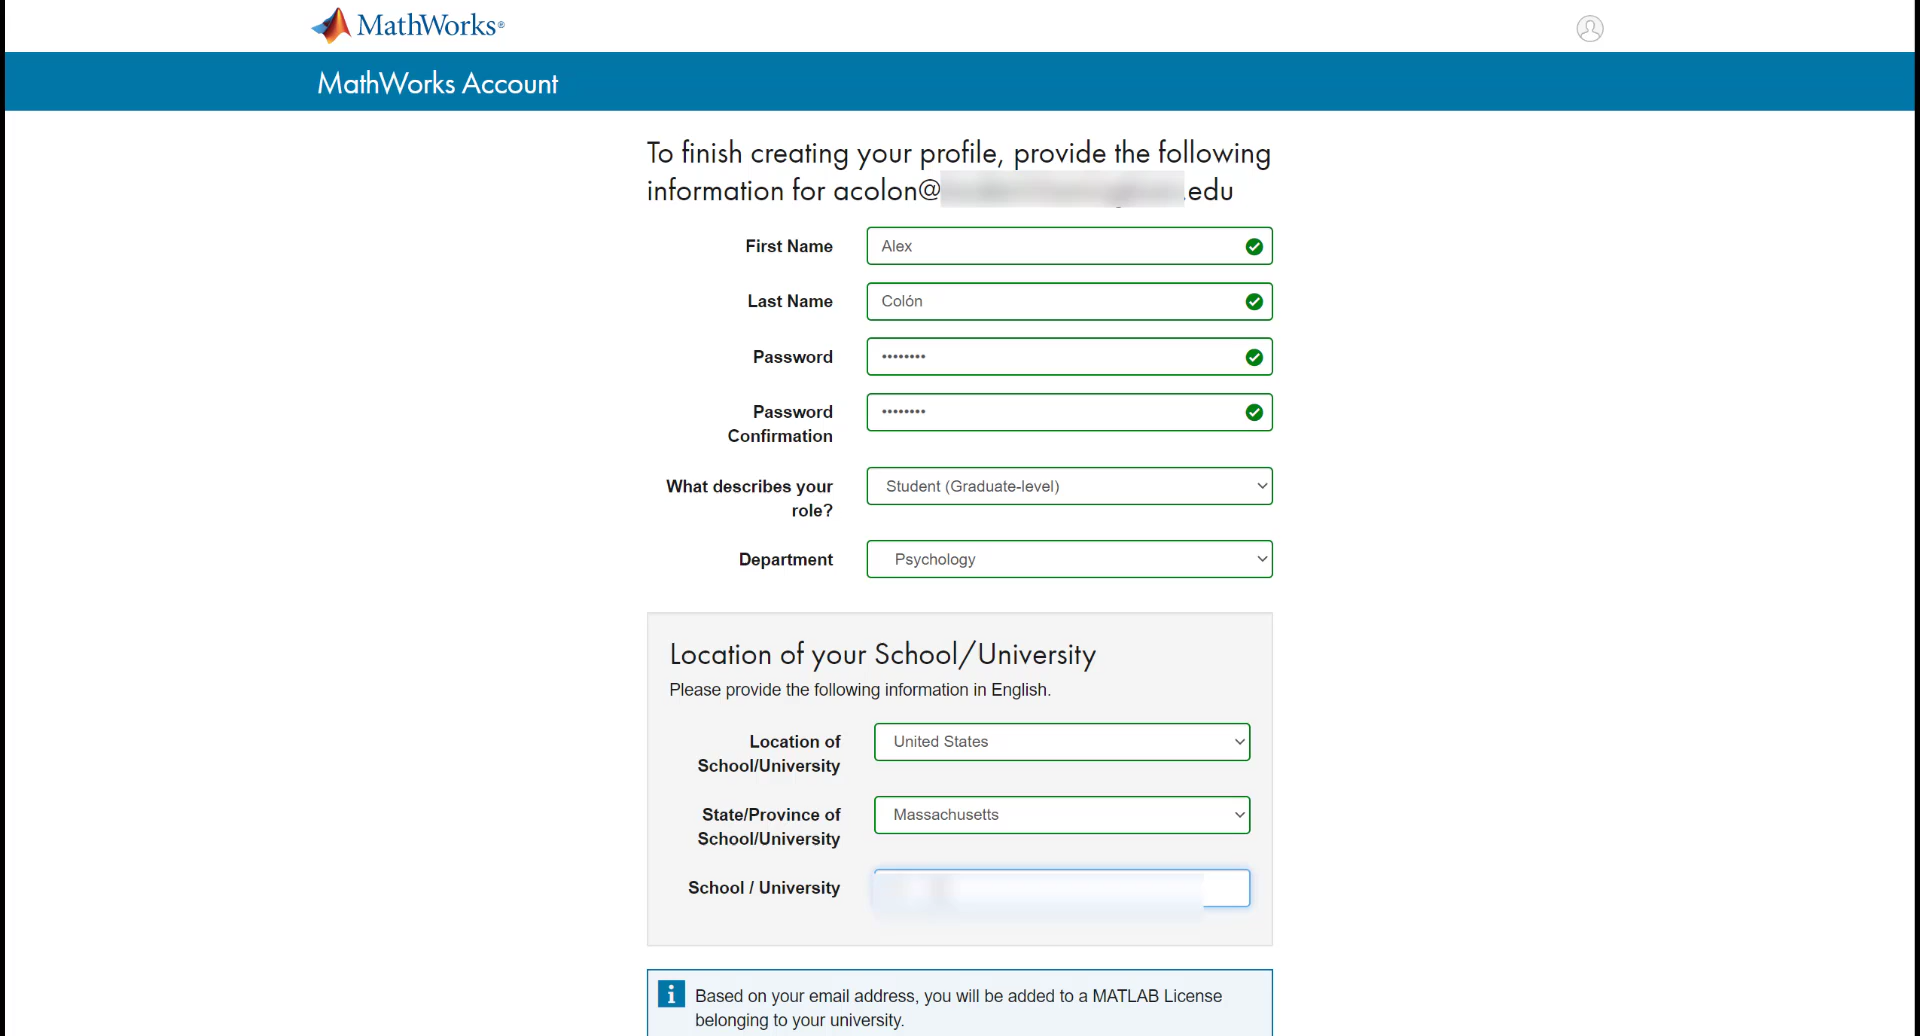 MathWorks®
MathWorks Account
To finish creating your profile, provide the following
information for acolon@ .edu
First Name
Alex
Last Name
Colón
Password
••••••••
Password
Confirmation
••••••••
What describes your
role?
Student (Graduate-level)
Department
Psychology
Location of your School/University
Please provide the following information in English.
Location of
School/University
United States
State/Province of
School/University
Massachusetts
School / University
Based on your email address, you will be added to a MATLAB License
belonging to your university.